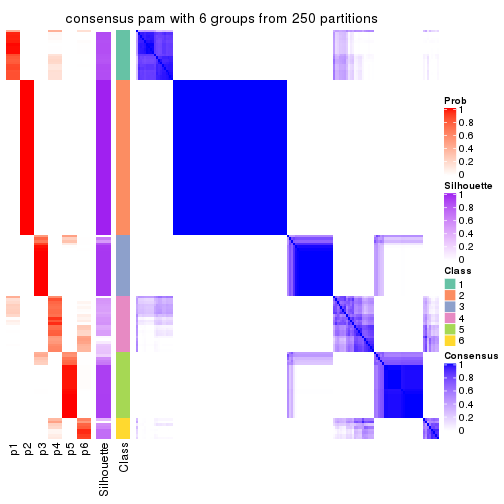 consensus pam with 6 groups from 250 partitions
Prob
1
0.8
0.6
0.4
0.2
0
Silhouette
1
0.8
0.6
0.4
0.2
0
Class
1
2
3
4
5
6
Consensus
1
0.8
0.6
0.4
0.2
0
p1
p2
p3
p4
p5
p6
Silhouette
Class